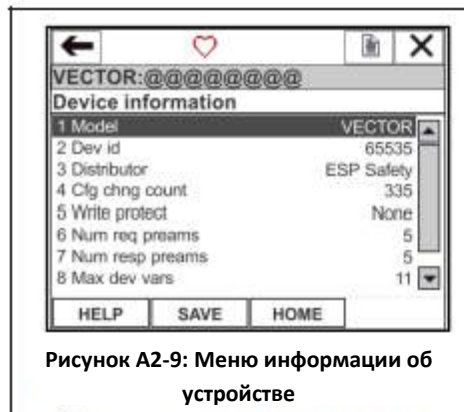 VECTOR:@@@@@@@@
Device information
1 Model VECTOR
2 Dev id 65535
3 Distributor ESP Safety
4 Cfg chng count 335
5 Write protect None
6 Num req preams 5
7 Num resp preams 5
8 Max dev vars 11
HELP SAVE HOME
Рисунок А2-9: Меню информации об
устройстве